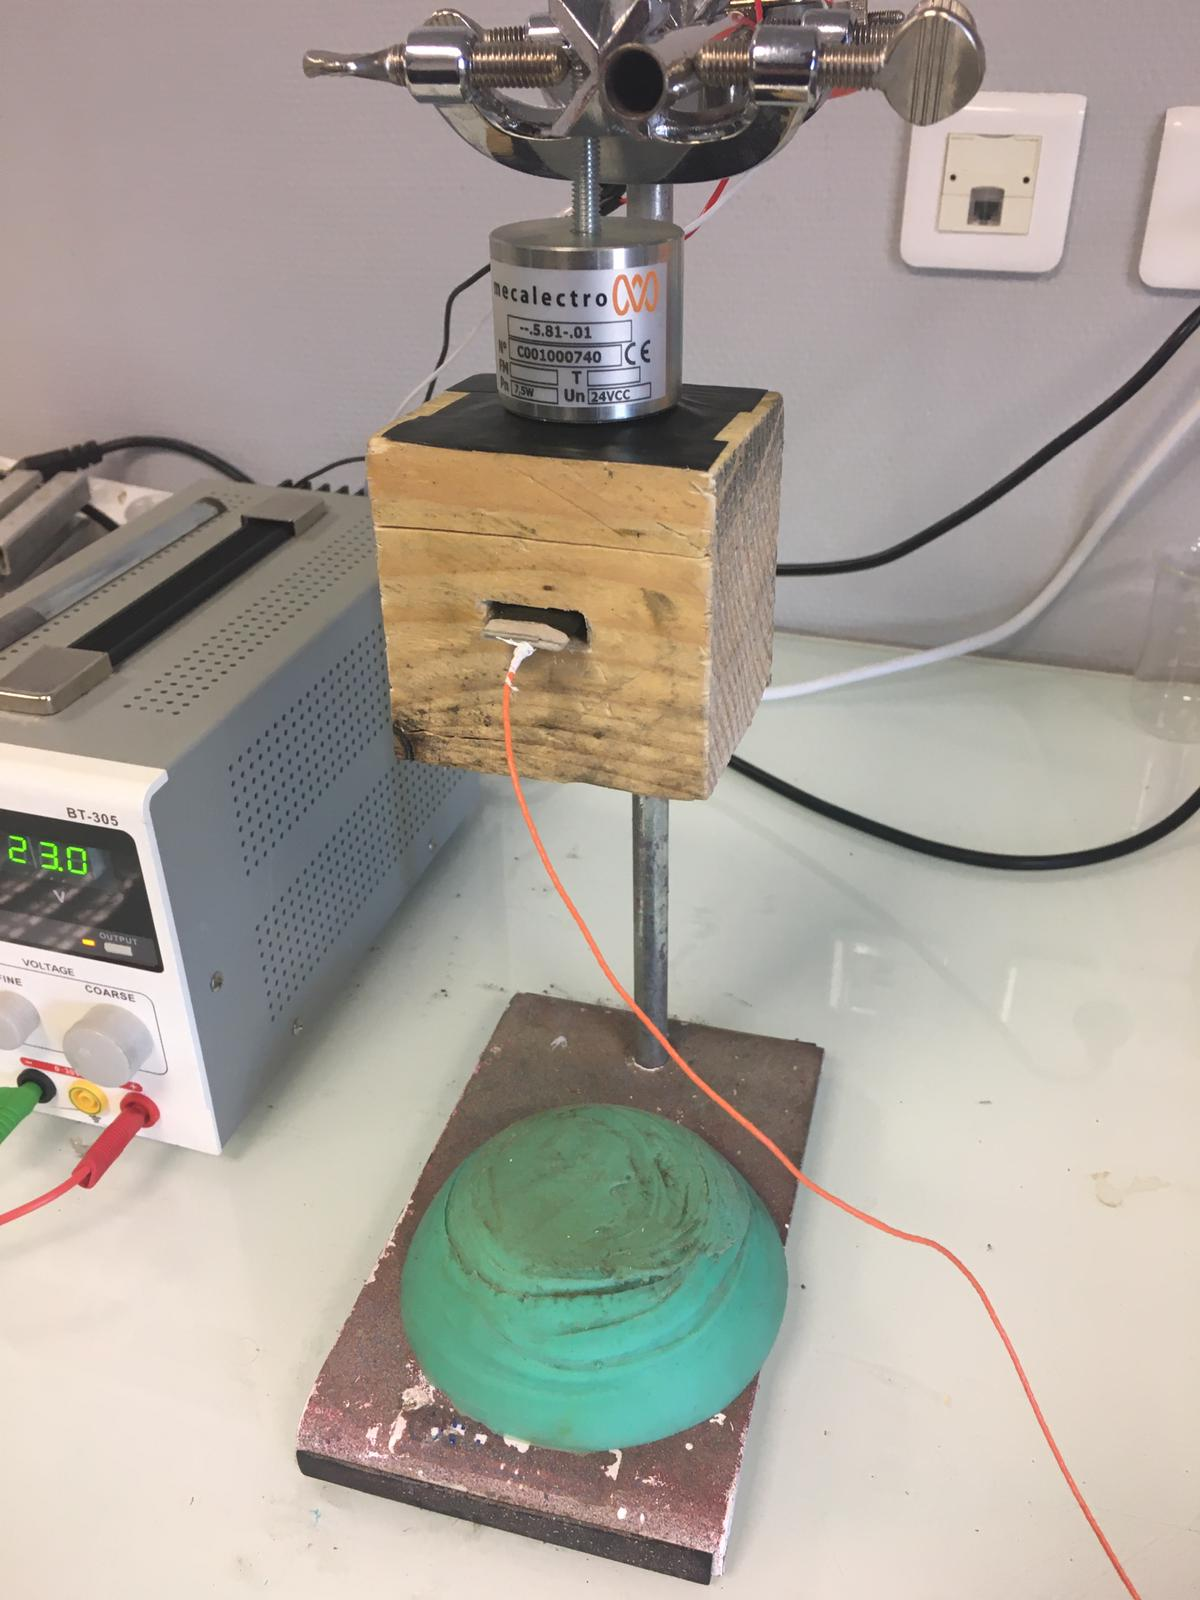 mecalectro
--.5.81-.01
N° C001000740 CE
FM T
Pn 7,5W Un 24VCC
BT-305
23.0
V
OUTPUT
VOLTAGE
FINE COARSE
- +